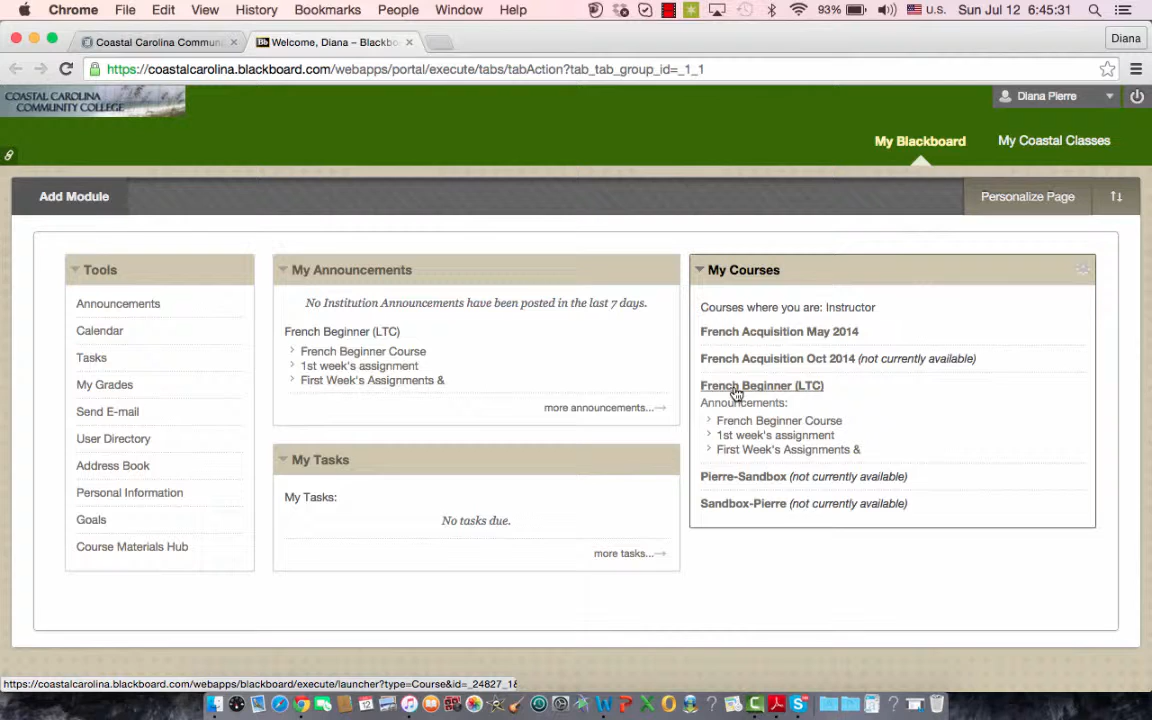 Chrome File Edit View History Bookmarks People Window Help 93% U.S. Sun Jul 12 6:45:31
Coastal Carolina Commun
Bb Welcome, Diana – Blackbo
Diana
https://coastalcarolina.blackboard.com/webapps/portal/execute/tabs/tabAction?tab_tab_group_id=_1_1
COASTAL CAROLINA
COMMUNITY COLLEGE
Diana Pierre
My Blackboard
My Coastal Classes
Add Module
Personalize Page
Tools
Announcements
Calendar
Tasks
My Grades
Send E-mail
User Directory
Address Book
Personal Information
Goals
Course Materials Hub
My Announcements
No Institution Announcements have been posted in the last 7 days.
French Beginner (LTC)
French Beginner Course
1st week's assignment
First Week's Assignments &
more announcements...
My Tasks
My Tasks:
No tasks due.
more tasks...
My Courses
Courses where you are: Instructor
French Acquisition May 2014
French Acquisition Oct 2014 (not currently available)
French Beginner (LTC)
Announcements:
French Beginner Course
1st week's assignment
First Week's Assignments &
Pierre-Sandbox (not currently available)
Sandbox-Pierre (not currently available)
https://coastalcarolina.blackboard.com/webapps/blackboard/execute/launcher?type=Course&id=_24827_1&